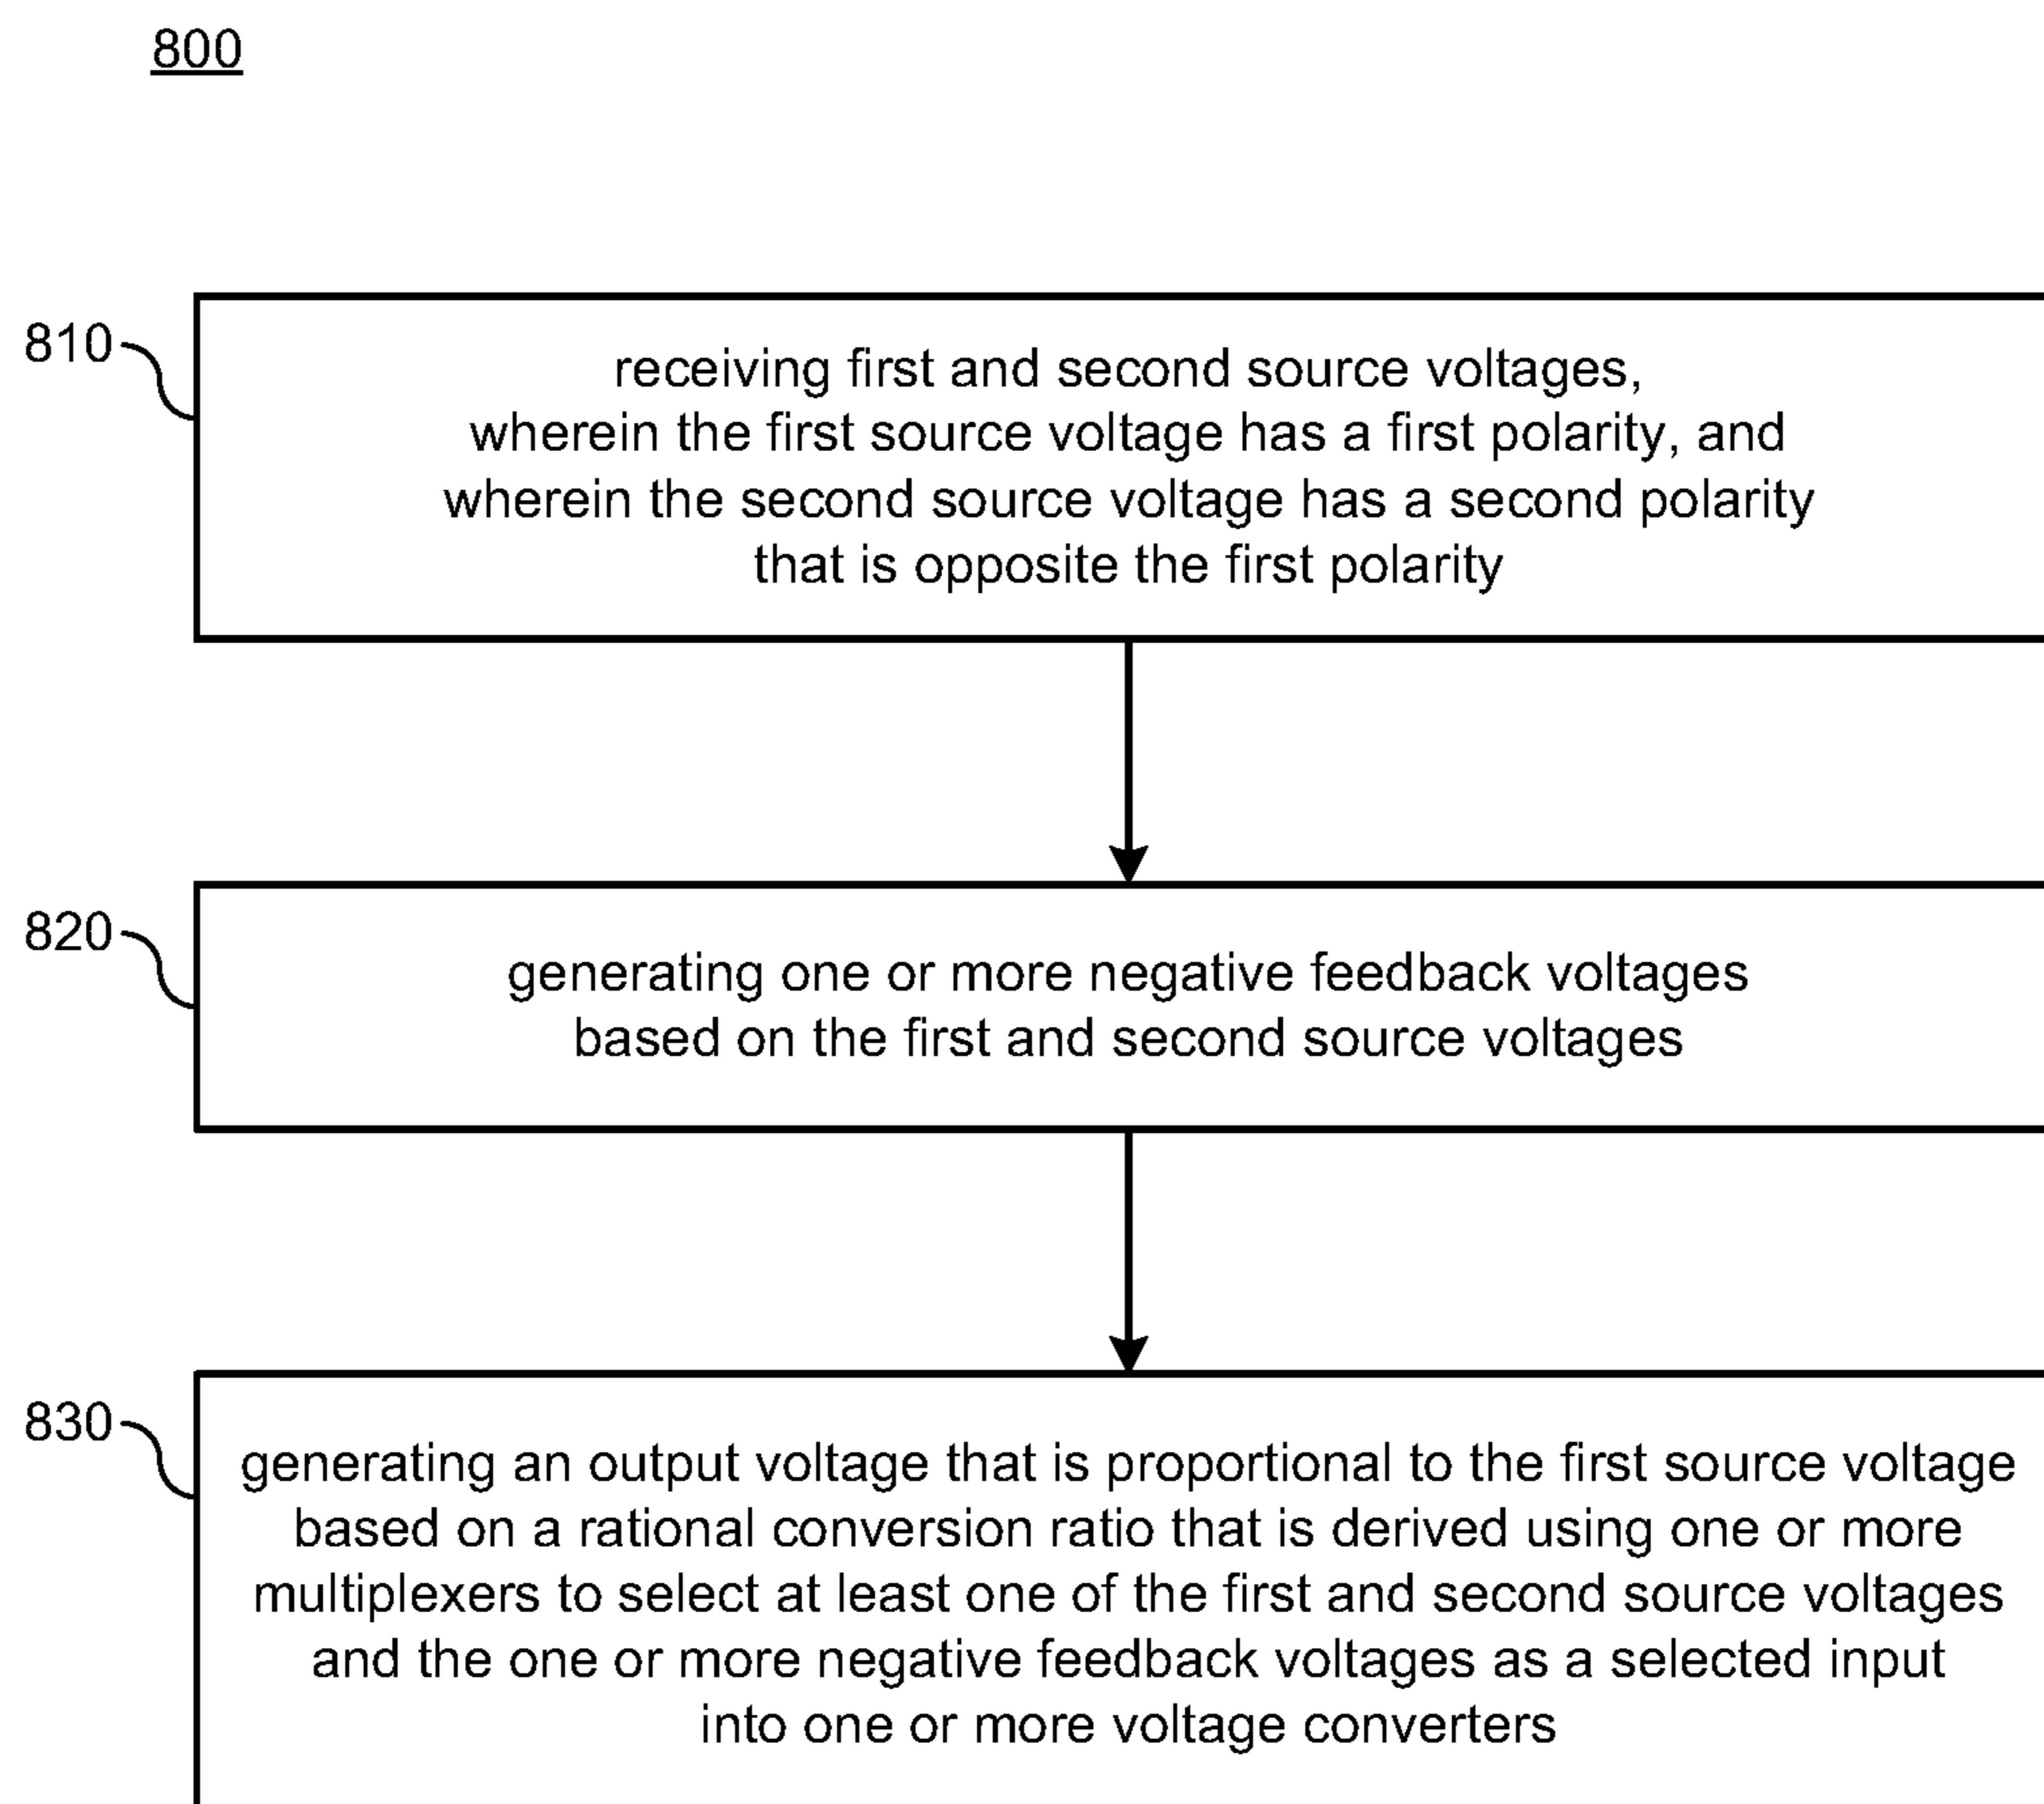 800
810
receiving first and second source voltages,
wherein the first source voltage has a first polarity, and
wherein the second source voltage has a second polarity
that is opposite the first polarity
820
generating one or more negative feedback voltages
based on the first and second source voltages
830
generating an output voltage that is proportional to the first source voltage
based on a rational conversion ratio that is derived using one or more
multiplexers to select at least one of the first and second source voltages
and the one or more negative feedback voltages as a selected input
into one or more voltage converters